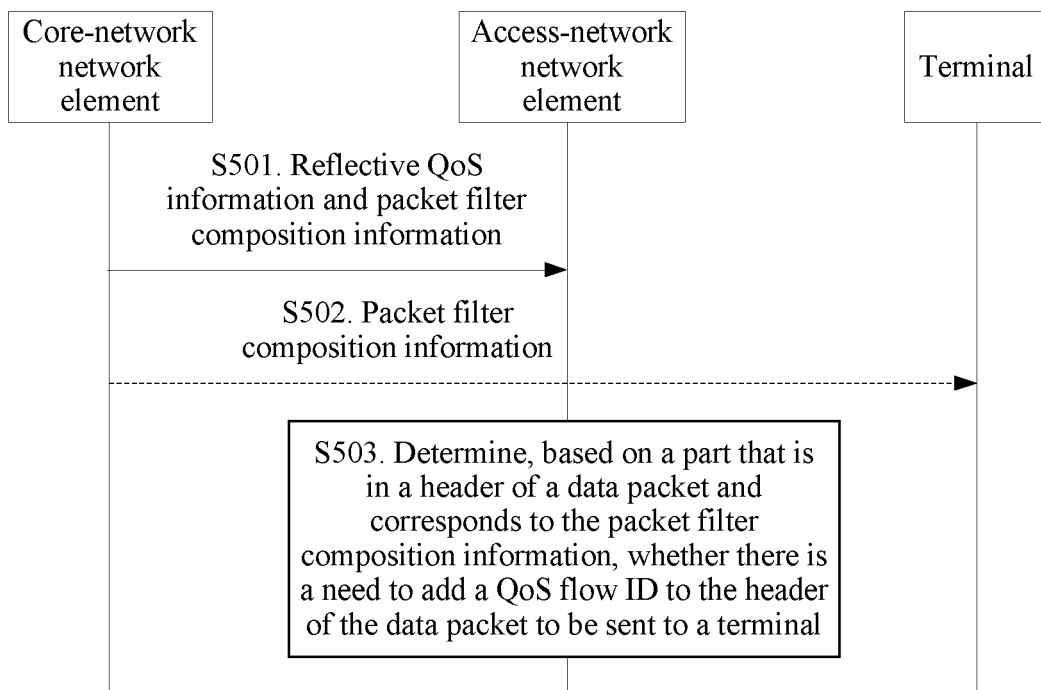 Core-network
network
element
Access-network
network
element
Terminal
S501. Reflective QoS
information and packet filter
composition information
S502. Packet filter
composition information
S503. Determine, based on a part that is
in a header of a data packet and
corresponds to the packet filter
composition information, whether there is
a need to add a QoS flow ID to the header
of the data packet to be sent to a terminal